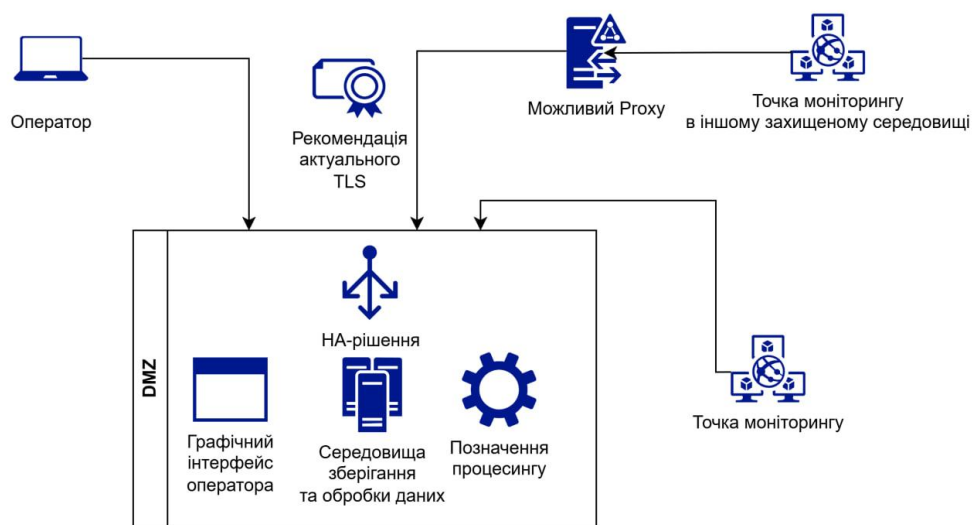 Оператор
Рекомендація
актуального
TLS
Можливий Proxy
Точка моніторингу
в іншому захищеному середовищі
DMZ
НА-рішення
Графічний
інтерфейс
оператора
Середовища
зберігання
та обробки даних
Позначення
процесингу
Точка моніторингу